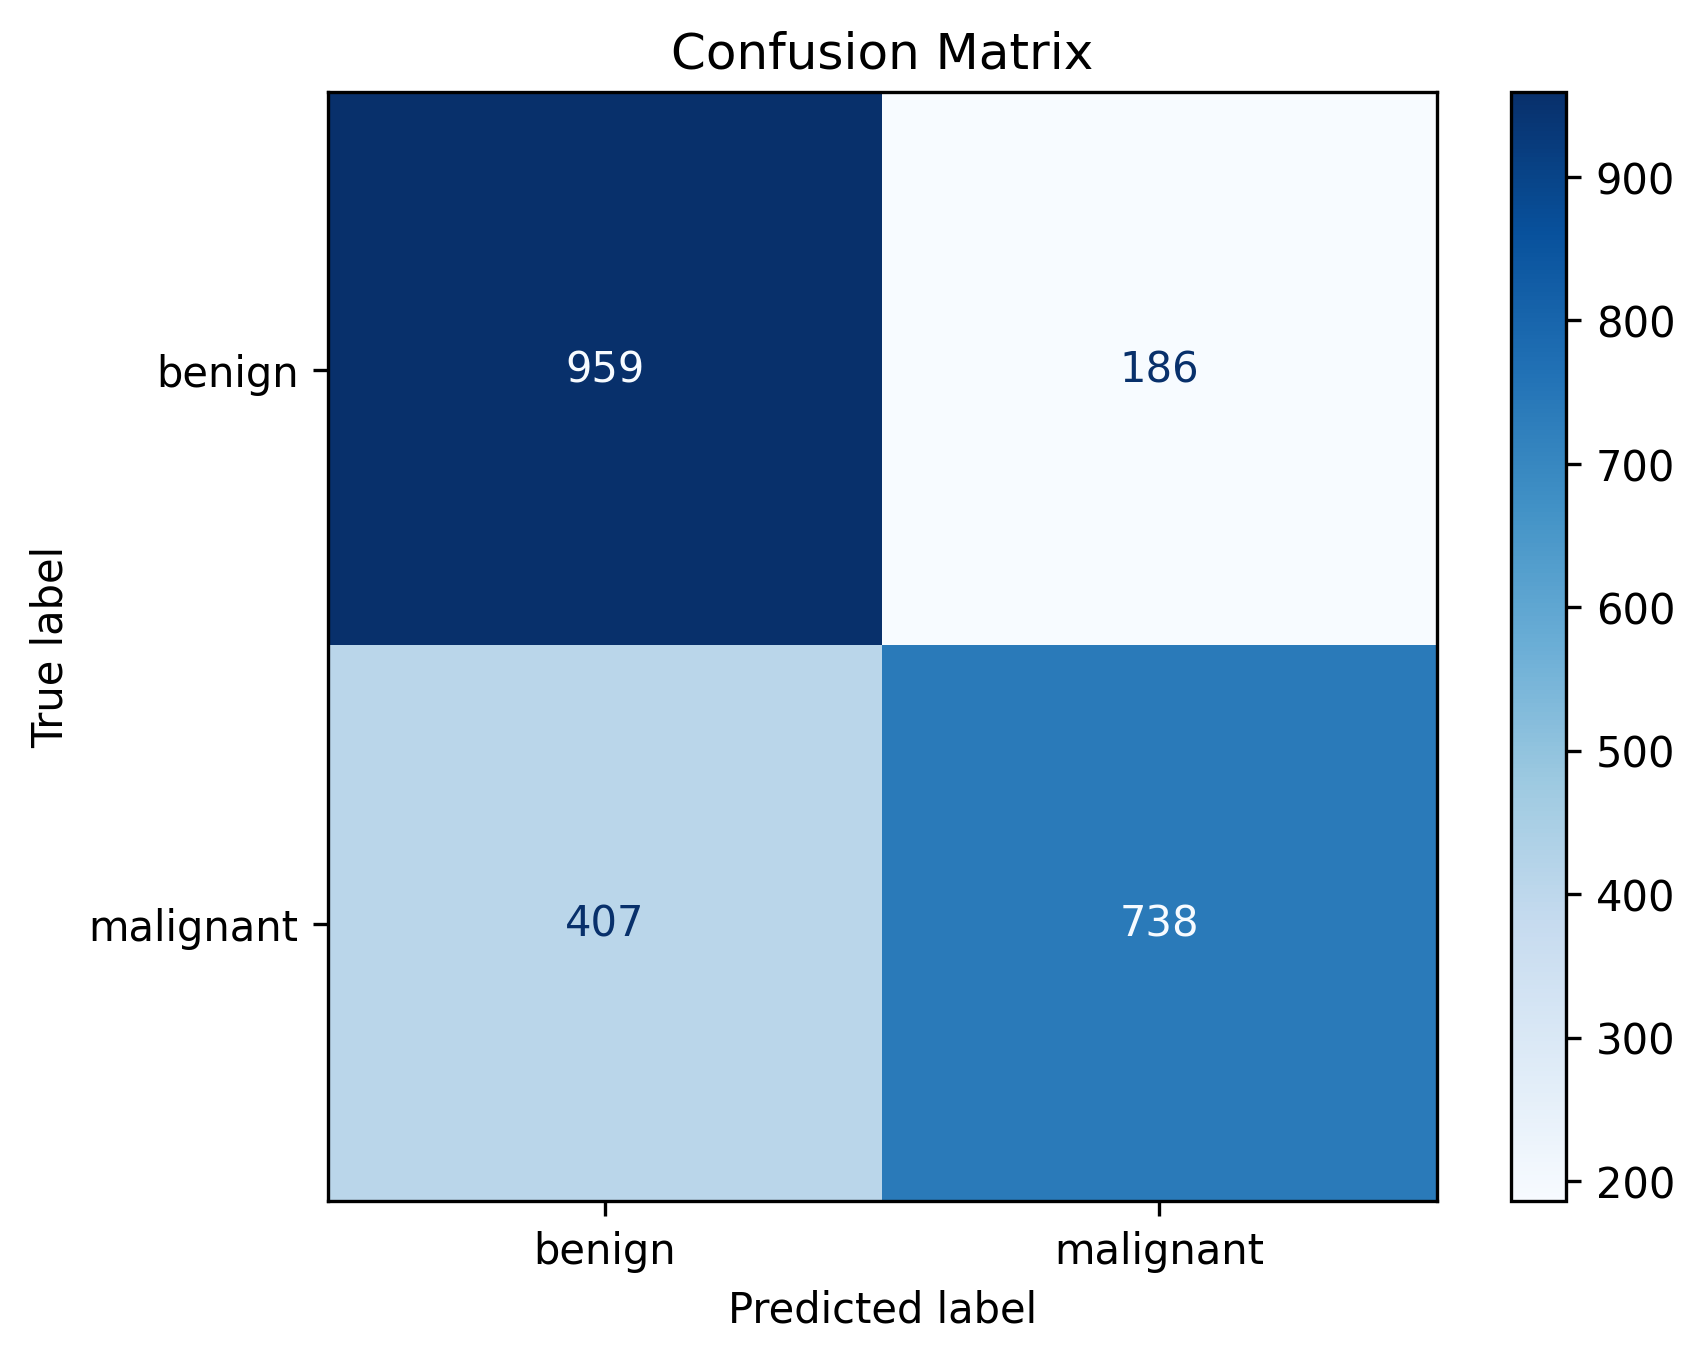 Confusion Matrix
True label
benign
malignant
959
186
407
738
benign
malignant
Predicted label
900
800
700
600
500
400
300
200